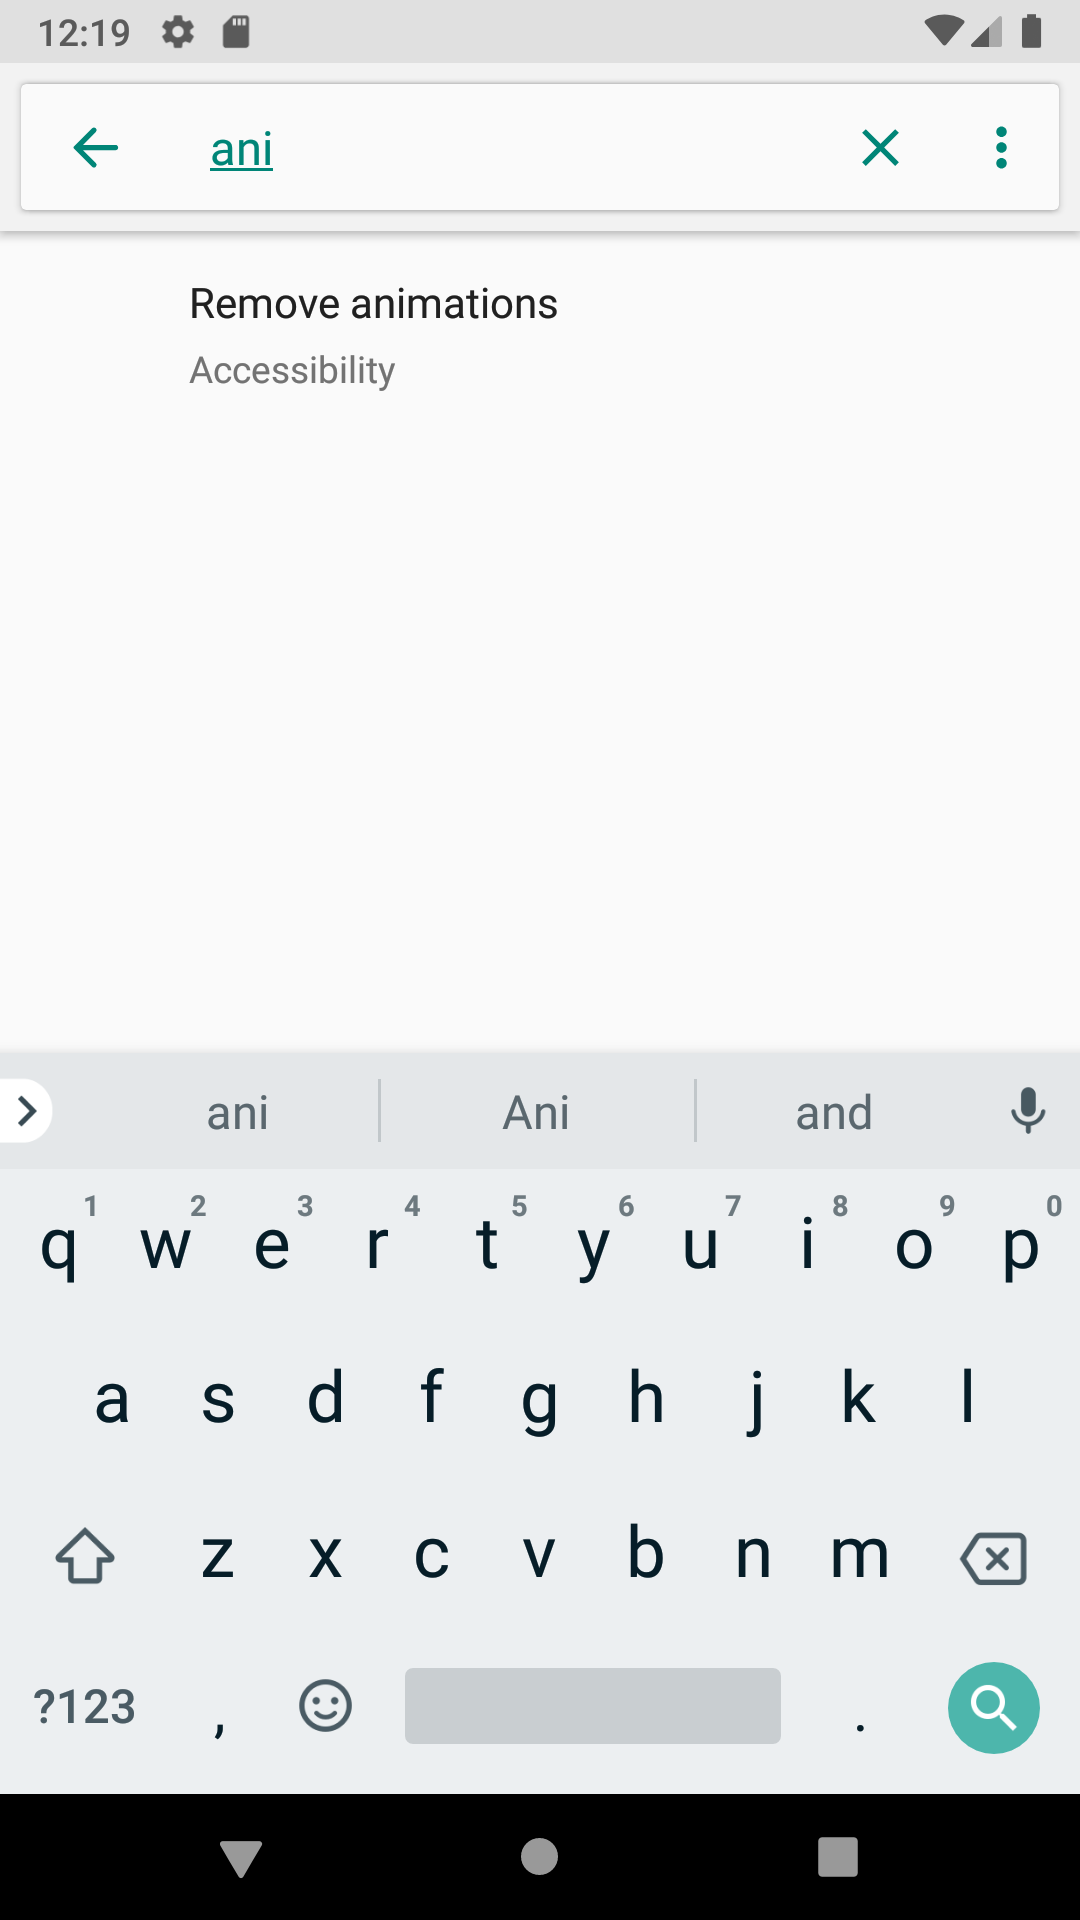 12:19
ani
Remove animations
Accessibility
ani Ani and
1 2 3 4 5 6 7 8 9 0
q w e r t y u i o p
a s d f g h j k l
z x c v b n m
?123 , .